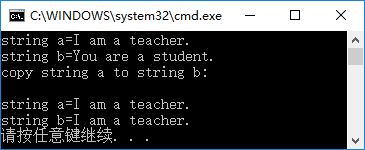 C:\WINDOWS\system32\cmd.exe
string a=I am a teacher.
string b=You are a student.
copy string a to string b:
string a=I am a teacher.
string b=I am a teacher.
请按任意键继续. . .